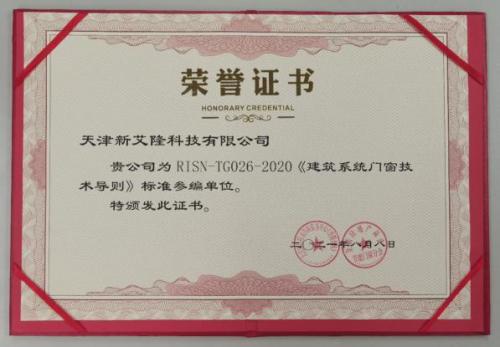 荣誉证书
HONORARY CREDENTIAL
天津新艾隆科技有限公司
贵公司为RISN-TG026-2020《建筑系统门窗技
术导则》标准参编单位。
特颁发此证书。
二〇二一年八月八日